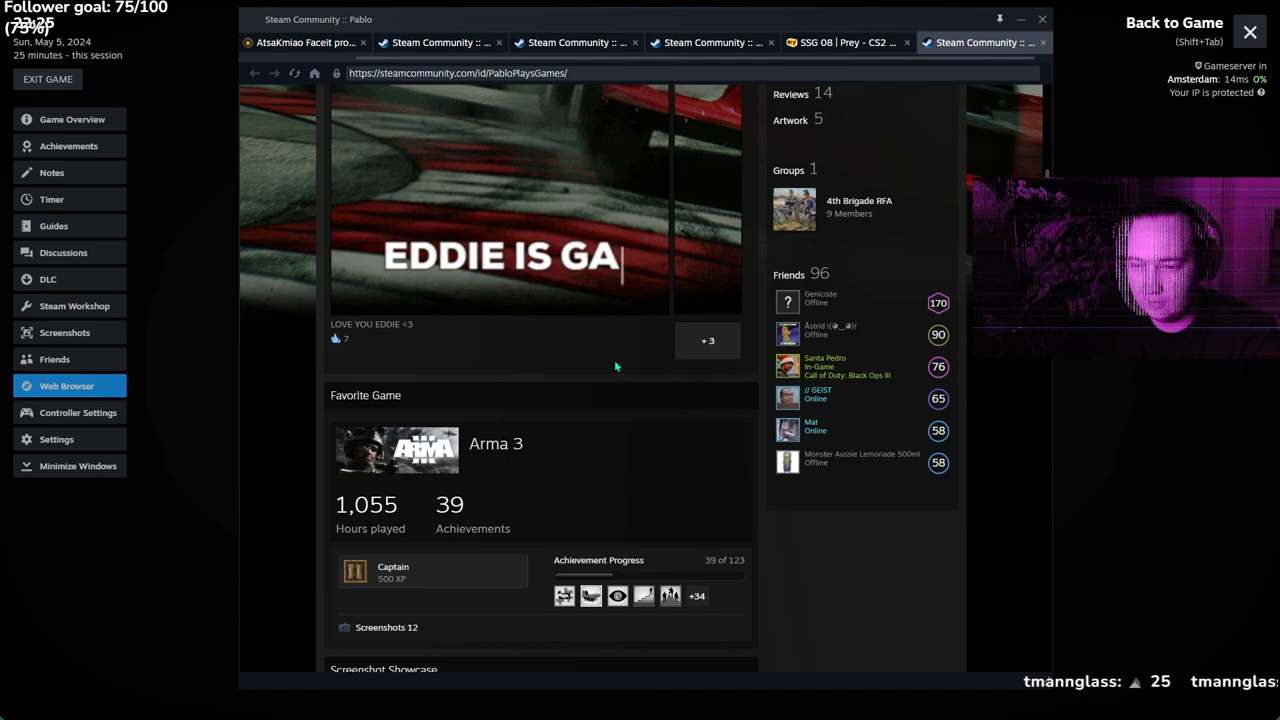 Follower goal: 75/100
(75%)
22:25
Sun, May 5, 2024
25 minutes - this session
EXIT GAME
Game Overview
Achievements
Notes
Timer
Guides
Discussions
DLC
Steam Workshop
Screenshots
Friends
Web Browser
Controller Settings
Settings
Minimize Windows
Steam Community :: Pablo
AtsaKmiao Faceit pro...
Steam Community :: ...
Steam Community :: ...
Steam Community :: ...
SSG 08 | Prey - CS2 ...
Steam Community :: ...
https://steamcommunity.com/id/PabloPlaysGames/
EDDIE IS GA
LOVE YOU EDDIE <3
7
+ 3
Favorite Game
ARMA III
Arma 3
1,055
Hours played
39
Achievements
Captain
500 XP
Achievement Progress
39 of 123
+34
Screenshots 12
Screenshot Showcase
Reviews 14
Artwork 5
Groups 1
4th Brigade RFA
9 Members
Friends 96
?
Genicode
Offline
170
Åstrid \(◕‿◕)/
Offline
90
Santa Pedro
In-Game
Call of Duty: Black Ops III
76
// GEIST
Online
65
Mat
Online
58
Monster Aussie Lemonade 500ml
Offline
58
Back to Game
(Shift+Tab)
Gameserver in
Amsterdam: 14ms 0%
Your IP is protected
tmannglass: 25 tmannglass